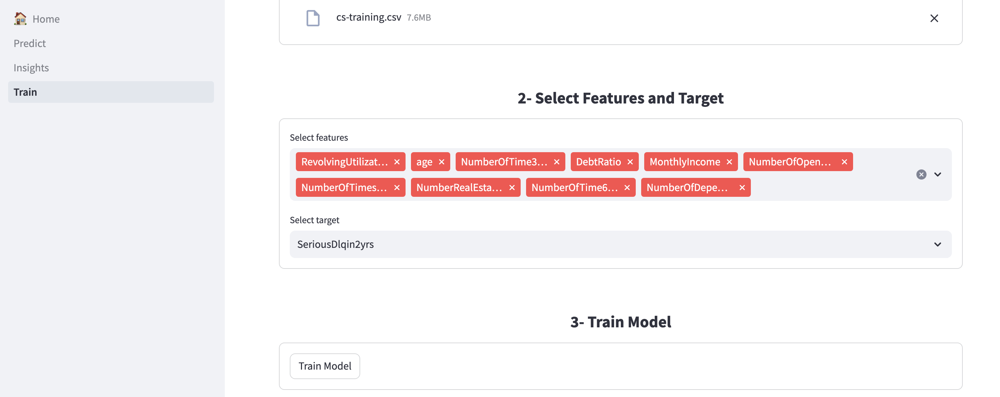 Home
Predict
Insights
Train
cs-training.csv 7.6MB
2- Select Features and Target
Select features
RevolvingUtilizat... age NumberOfTime3... DebtRatio MonthlyIncome NumberOfOpen...
NumberOfTimes... NumberRealEsta... NumberOfTime6... NumberOfDepe...
Select target
SeriousDlqin2yrs
3- Train Model
Train Model